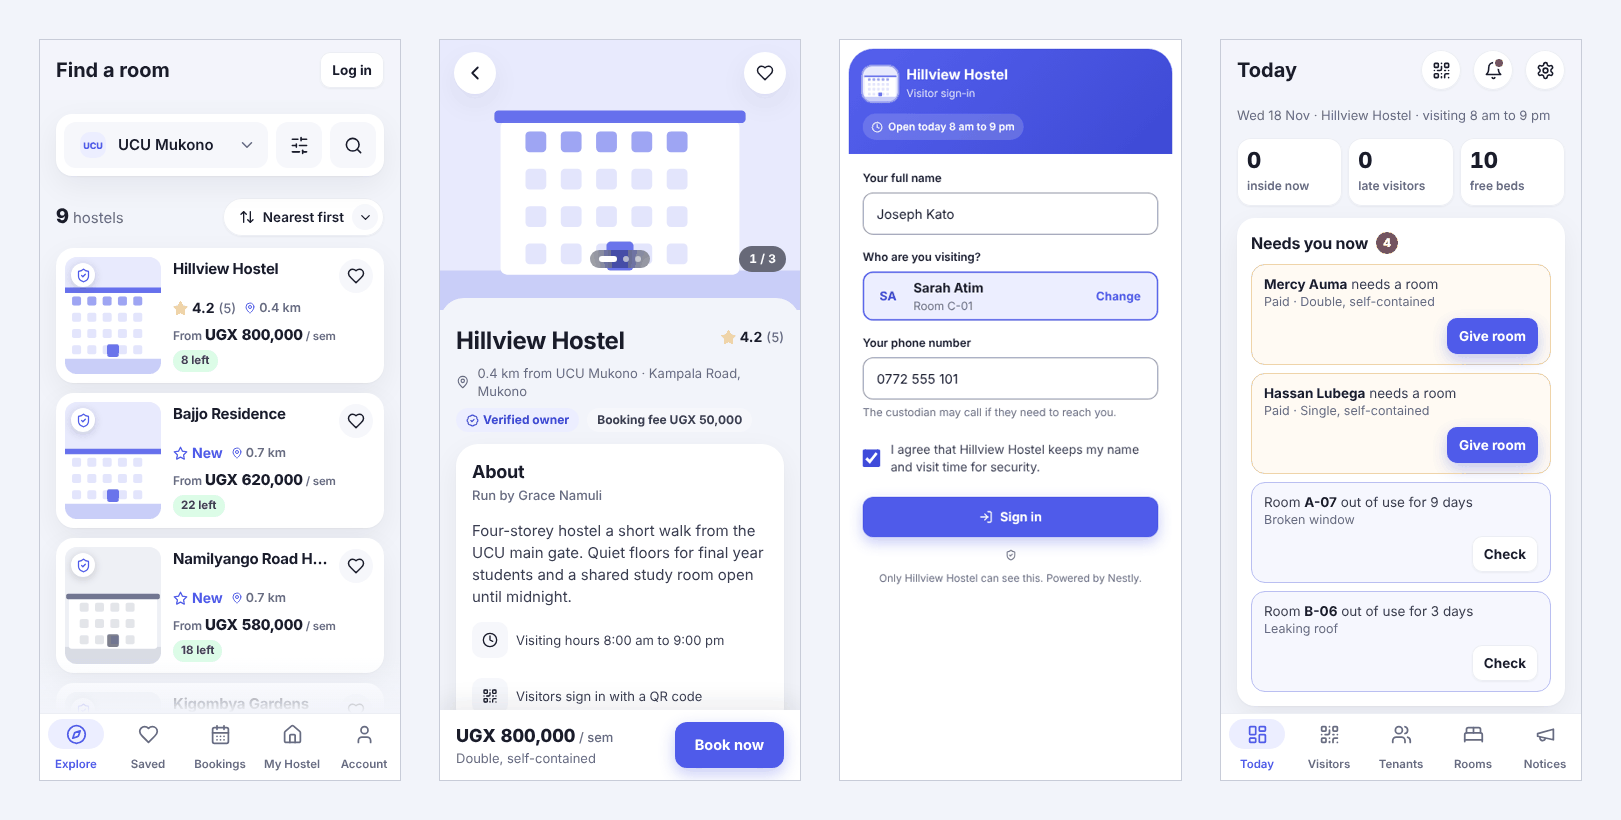 Find a room
Log in
UCU
UCU Mukono
9 hostels
Nearest first
Hillview Hostel
4.2 (5)
0.4 km
From UGX 800,000 / sem
8 left
Bajjo Residence
New
0.7 km
From UGX 620,000 / sem
22 left
Namilyango Road H...
New
0.7 km
From UGX 580,000 / sem
18 left
Kigombya Gardens
Explore
Saved
Bookings
My Hostel
Account
1 / 3
Hillview Hostel
4.2 (5)
0.4 km from UCU Mukono · Kampala Road,
Mukono
Verified owner
Booking fee UGX 50,000
About
Run by Grace Namuli
Four-storey hostel a short walk from the
UCU main gate. Quiet floors for final year
students and a shared study room open
until midnight.
Visiting hours 8:00 am to 9:00 pm
Visitors sign in with a QR code
UGX 800,000 / sem
Double, self-contained
Book now
Hillview Hostel
Visitor sign-in
Open today 8 am to 9 pm
Your full name
Joseph Kato
Who are you visiting?
SA
Sarah Atim
Room C-01
Change
Your phone number
0772 555 101
The custodian may call if they need to reach you.
I agree that Hillview Hostel keeps my name
and visit time for security.
Sign in
Only Hillview Hostel can see this. Powered by Nestly.
Today
Wed 18 Nov · Hillview Hostel · visiting 8 am to 9 pm
0
inside now
0
late visitors
10
free beds
Needs you now 4
Mercy Auma needs a room
Paid · Double, self-contained
Give room
Hassan Lubega needs a room
Paid · Single, self-contained
Give room
Room A-07 out of use for 9 days
Broken window
Check
Room B-06 out of use for 3 days
Leaking roof
Check
Today
Visitors
Tenants
Rooms
Notices